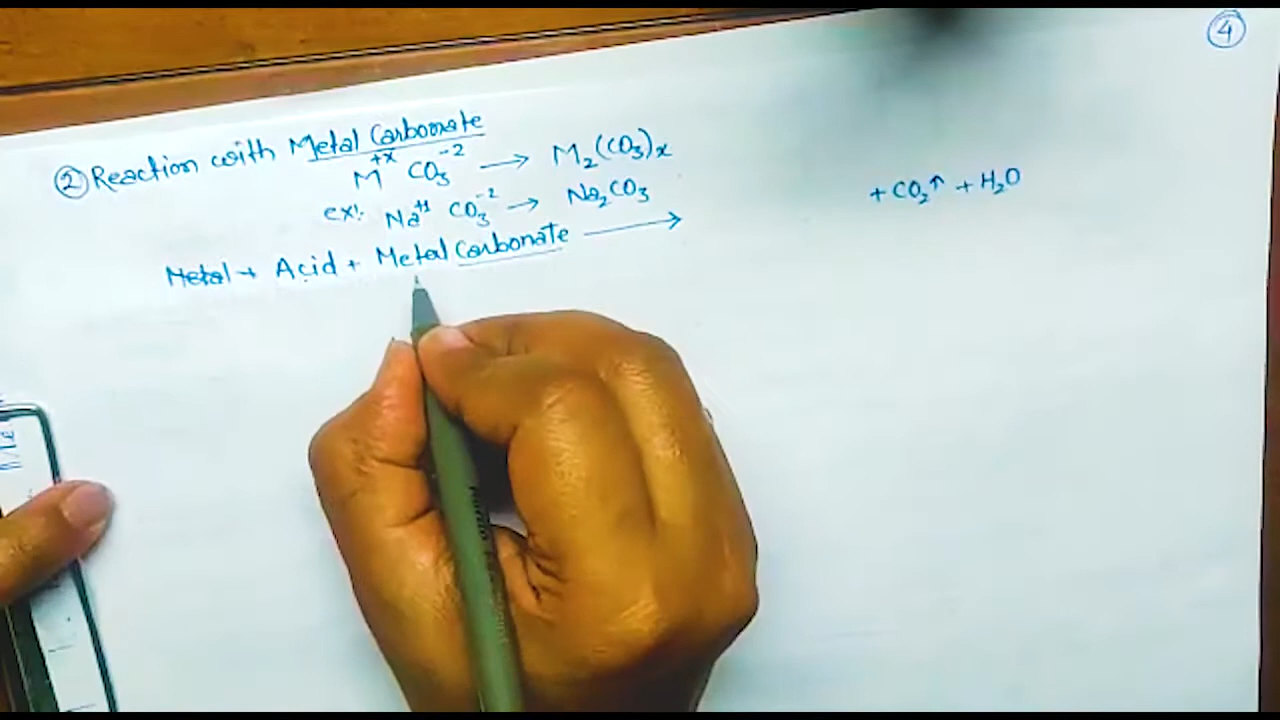 ④
② Reaction with Metal Carbonate
M⁺ˣ CO₃⁻² → M₂(CO₃)ₓ
ex: Na⁺¹ CO₃⁻² → Na₂CO₃
Metal + Acid + Metal Carbonate → + CO₂↑ + H₂O